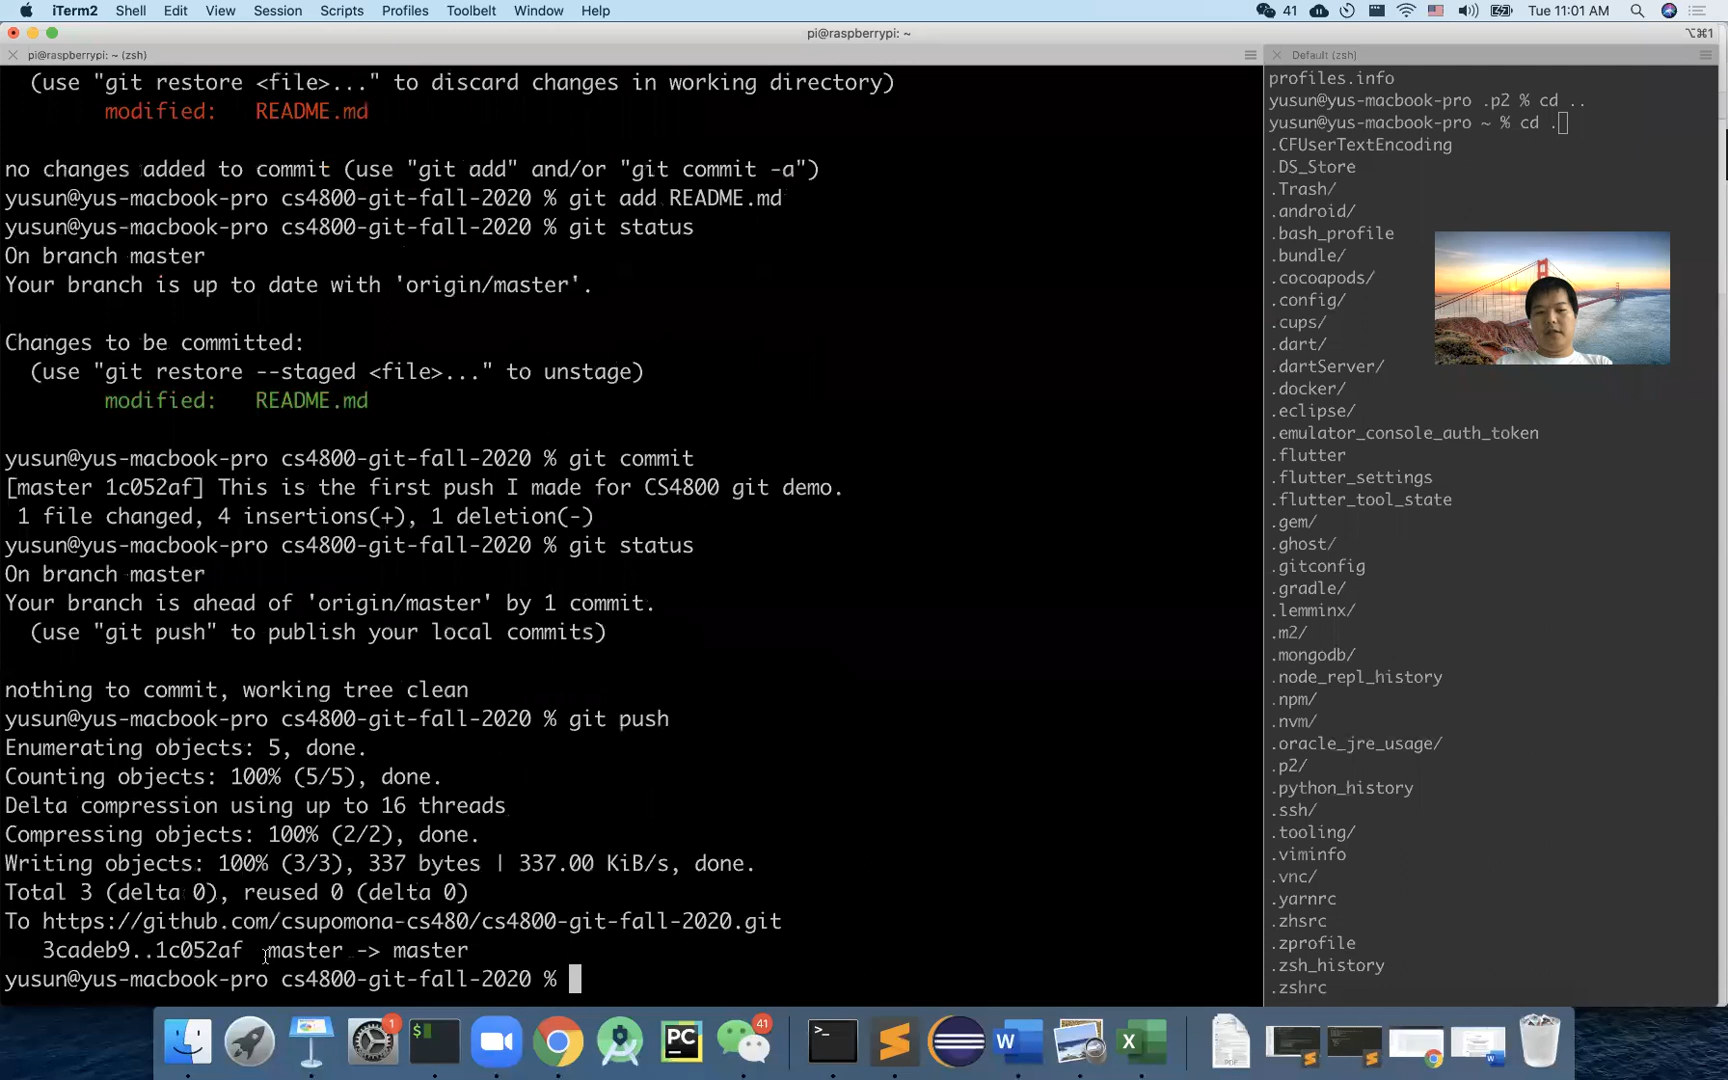 iTerm2 Shell Edit View Session Scripts Profiles Toolbelt Window Help 41 Tue 11:01 AM
pi@raspberrypi: ~ ⌥⌘1
pi@raspberrypi: ~ (zsh)
(use "git restore <file>..." to discard changes in working directory)
modified: README.md
no changes added to commit (use "git add" and/or "git commit -a")
yusun@yus-macbook-pro cs4800-git-fall-2020 % git add README.md
yusun@yus-macbook-pro cs4800-git-fall-2020 % git status
On branch master
Your branch is up to date with 'origin/master'.
Changes to be committed:
(use "git restore --staged <file>..." to unstage)
modified: README.md
yusun@yus-macbook-pro cs4800-git-fall-2020 % git commit
[master 1c052af] This is the first push I made for CS4800 git demo.
1 file changed, 4 insertions(+), 1 deletion(-)
yusun@yus-macbook-pro cs4800-git-fall-2020 % git status
On branch master
Your branch is ahead of 'origin/master' by 1 commit.
(use "git push" to publish your local commits)
nothing to commit, working tree clean
yusun@yus-macbook-pro cs4800-git-fall-2020 % git push
Enumerating objects: 5, done.
Counting objects: 100% (5/5), done.
Delta compression using up to 16 threads
Compressing objects: 100% (2/2), done.
Writing objects: 100% (3/3), 337 bytes | 337.00 KiB/s, done.
Total 3 (delta 0), reused 0 (delta 0)
To https://github.com/csupomona-cs480/cs4800-git-fall-2020.git
3cadeb9..1c052af master -> master
yusun@yus-macbook-pro cs4800-git-fall-2020 %
Default (zsh)
profiles.info
yusun@yus-macbook-pro .p2 % cd ..
yusun@yus-macbook-pro ~ % cd .
.CFUserTextEncoding
.DS_Store
.Trash/
.android/
.bash_profile
.bundle/
.cocoapods/
.config/
.cups/
.dart/
.dartServer/
.docker/
.eclipse/
.emulator_console_auth_token
.flutter
.flutter_settings
.flutter_tool_state
.gem/
.ghost/
.gitconfig
.gradle/
.lemminx/
.m2/
.mongodb/
.node_repl_history
.npm/
.nvm/
.oracle_jre_usage/
.p2/
.python_history
.ssh/
.tooling/
.viminfo
.vnc/
.yarnrc
.zhsrc
.zprofile
.zsh_history
.zshrc
1 $ PC 41 >_ W X PDF